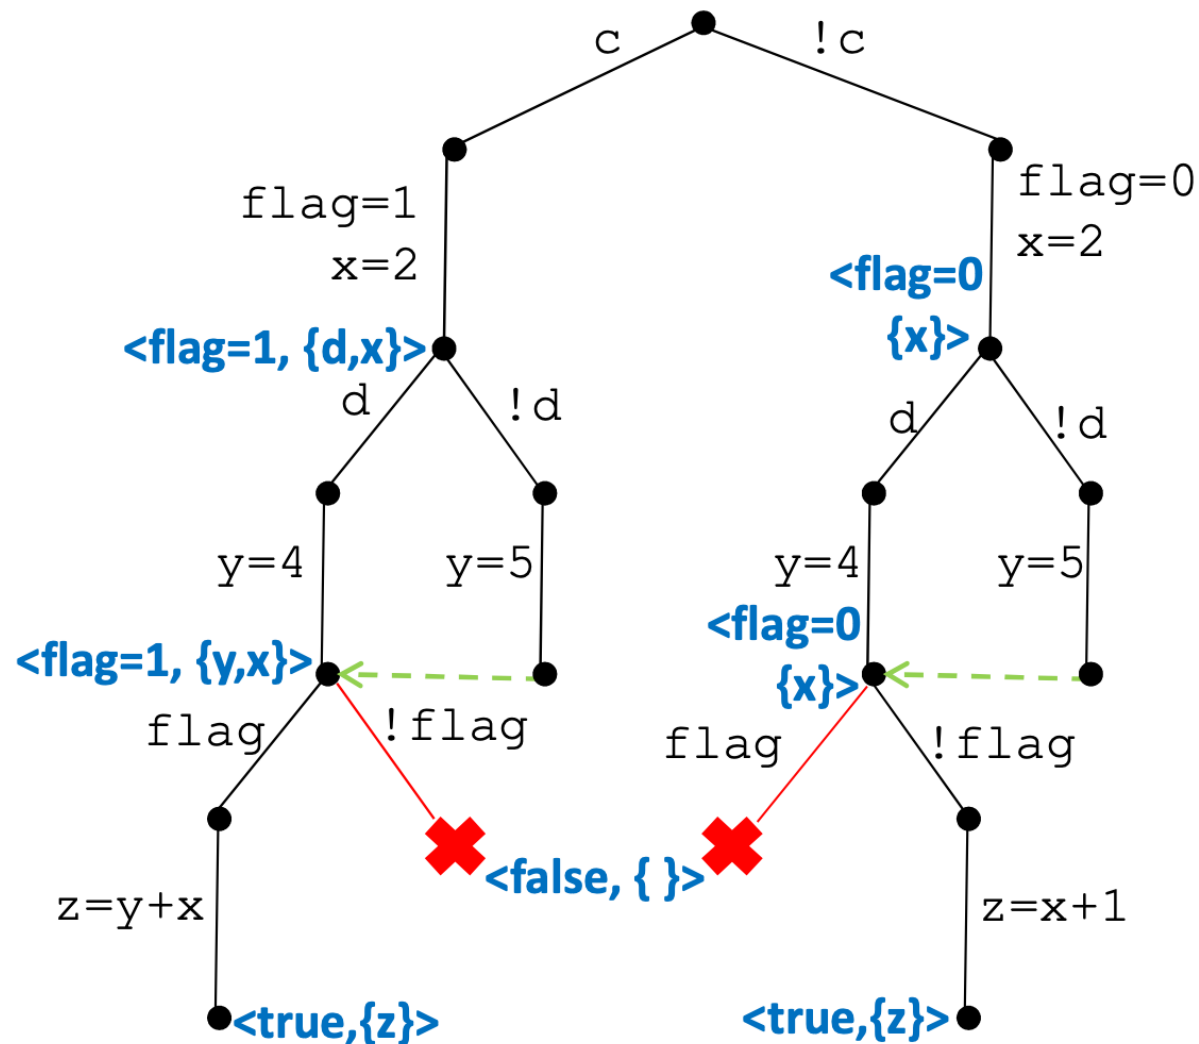 c
!c
flag=1
x=2
flag=0
x=2
<flag=0
{x}>
<flag=1, {d,x}>
d
!d
d
!d
y=4
y=5
y=4
y=5
<flag=0
{x}>
<flag=1, {y,x}>
flag
!flag
flag
!flag
<false, { }>
z=y+x
z=x+1
<true,{z}>
<true,{z}>